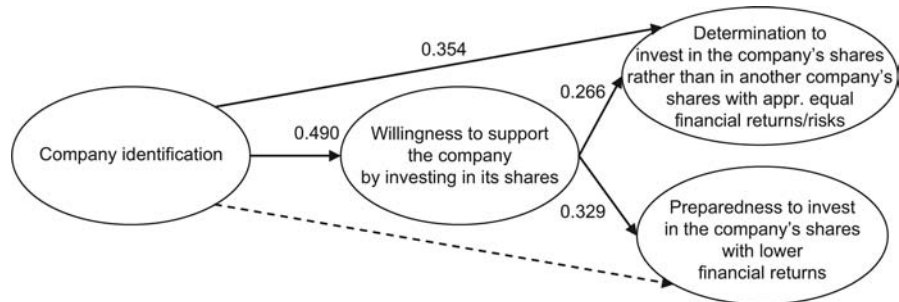 Determination to
invest in the company's shares
rather than in another company's
shares with appr. equal
financial returns/risks
0.354
0.266
0.490
Company identification
Willingness to support
the company
by investing in its shares
0.329
Preparedness to invest
in the company's shares
with lower
financial returns